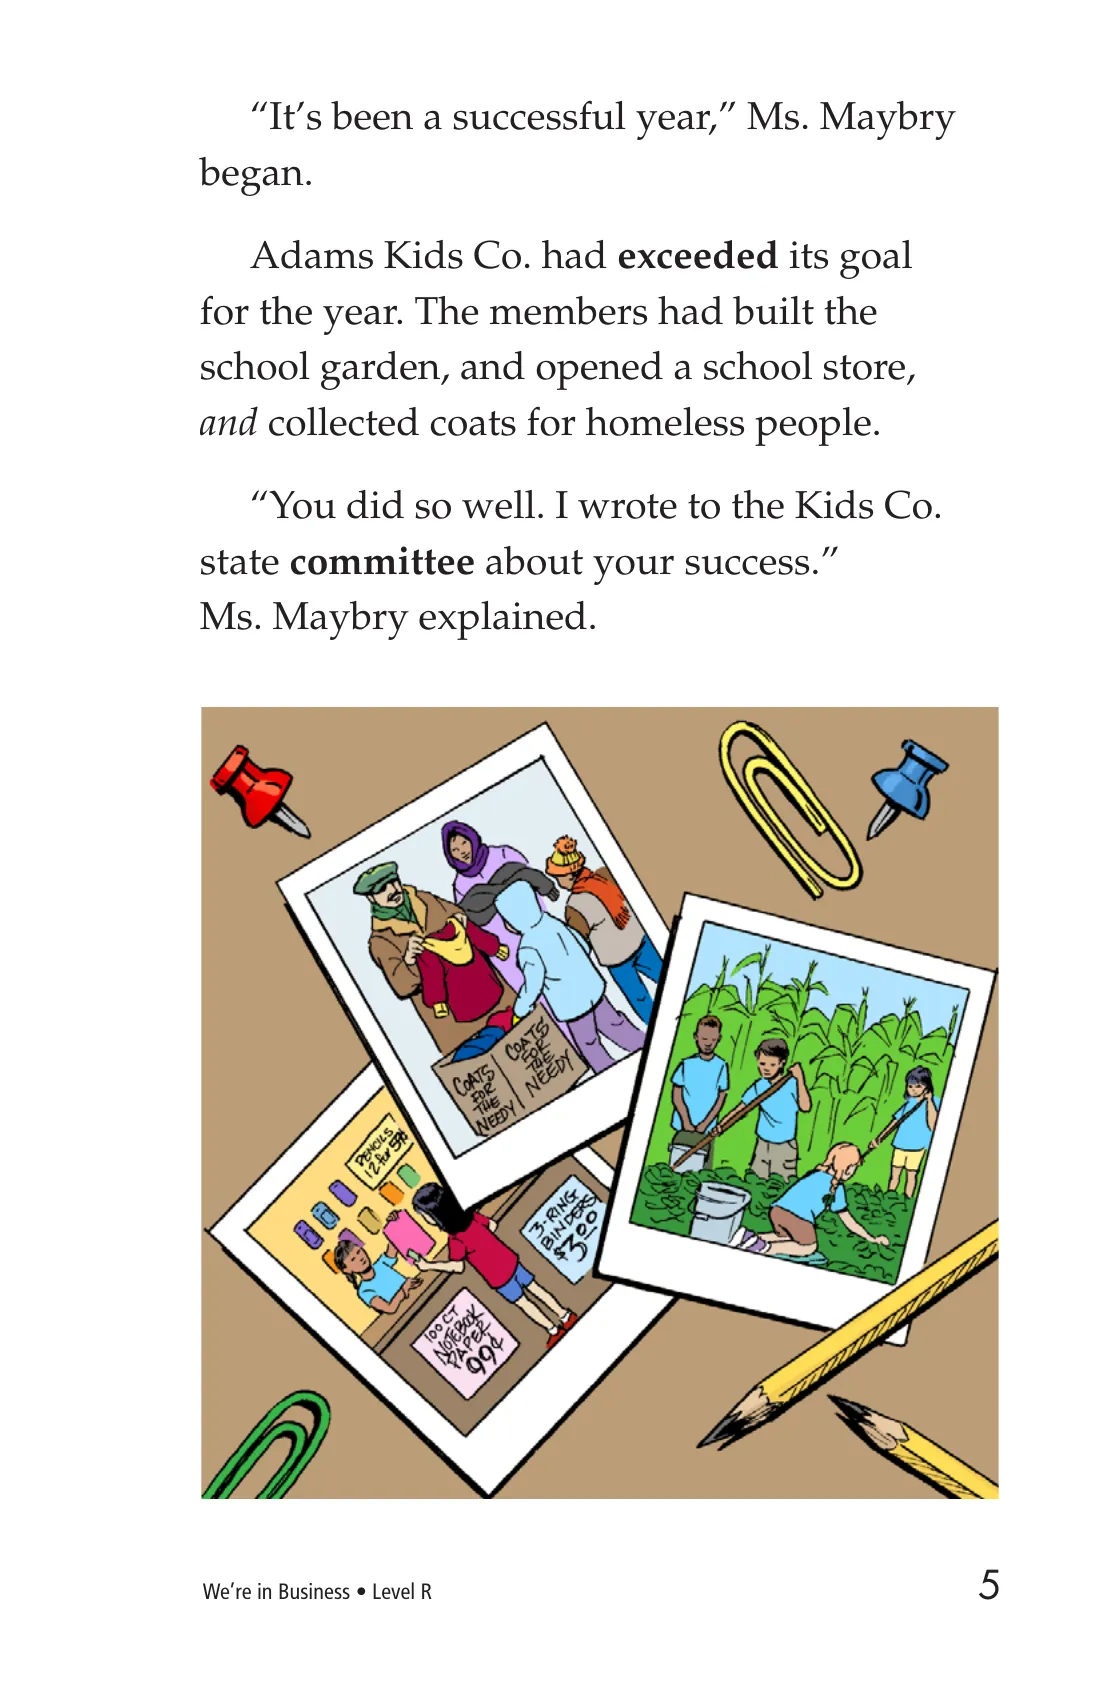 “It’s been a successful year,” Ms. Maybry
began.
Adams Kids Co. had exceeded its goal
for the year. The members had built the
school garden, and opened a school store,
and collected coats for homeless people.
“You did so well. I wrote to the Kids Co.
state committee about your success.”
Ms. Maybry explained.
COATS
FOR
THE
NEEDY
COATS
FOR
THE
NEEDY
PENCILS
12 for 59¢
3-RING
BINDERS
$3.00
100 CT
NOTEBOOK
PAPER
99¢
We’re in Business • Level R
5